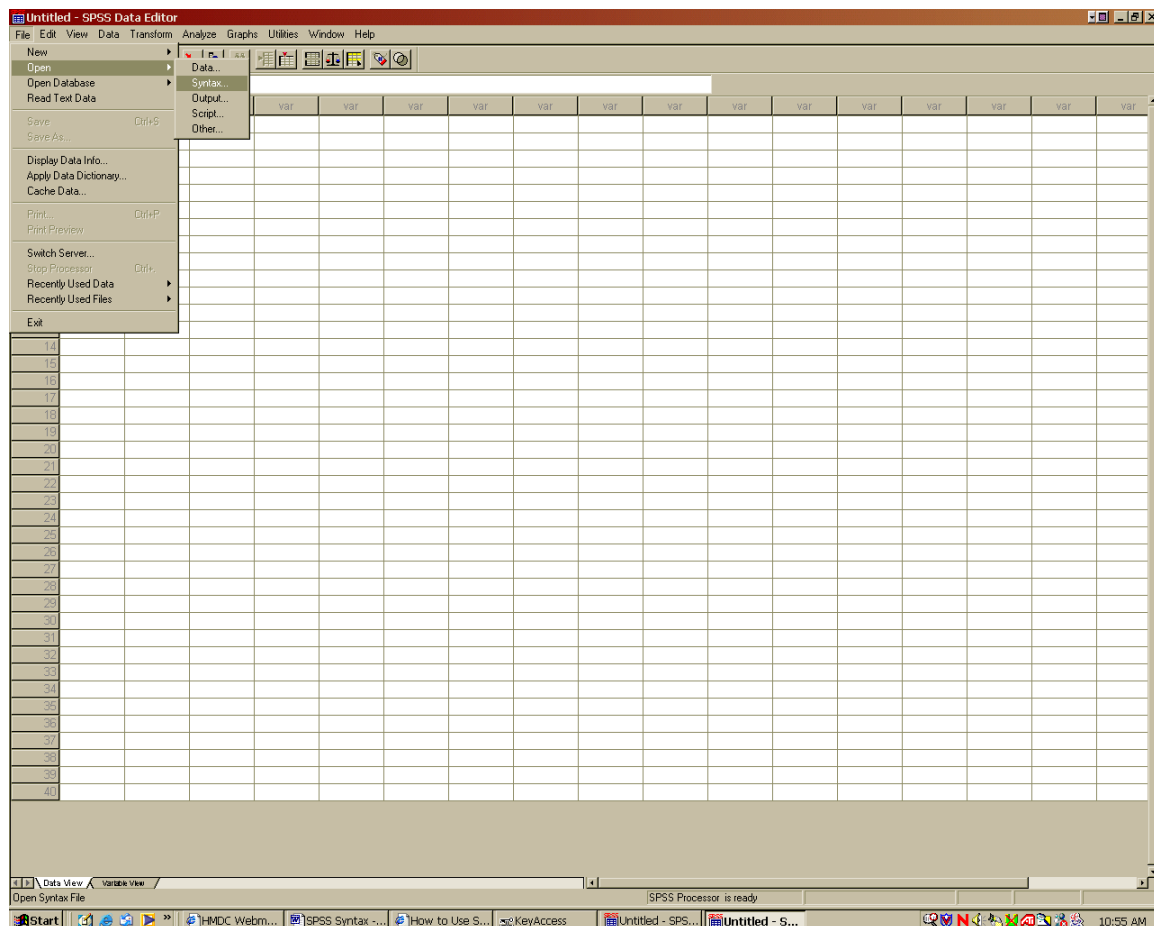 Untitled - SPSS Data Editor
File Edit View Data Transform Analyze Graphs Utilities Window Help
New
Open
Open Database
Read Text Data
Save Ctrl+S
Save As...
Display Data Info...
Apply Data Dictionary...
Cache Data...
Print... Ctrl+P
Print Preview
Switch Server...
Stop Processor Ctrl+.
Recently Used Data
Recently Used Files
Exit
Data...
Syntax...
Output...
Script...
Other...
var var var var var var var var var var var var var var
14
15
16
17
18
19
20
21
22
23
24
25
26
27
28
29
30
31
32
33
34
35
36
37
38
39
40
Data View Variable View
Open Syntax File SPSS Processor is ready
Start » HMDC Webm... SPSS Syntax -... How to Use S... KeyAccess Untitled - SPS... Untitled - S... 10:55 AM